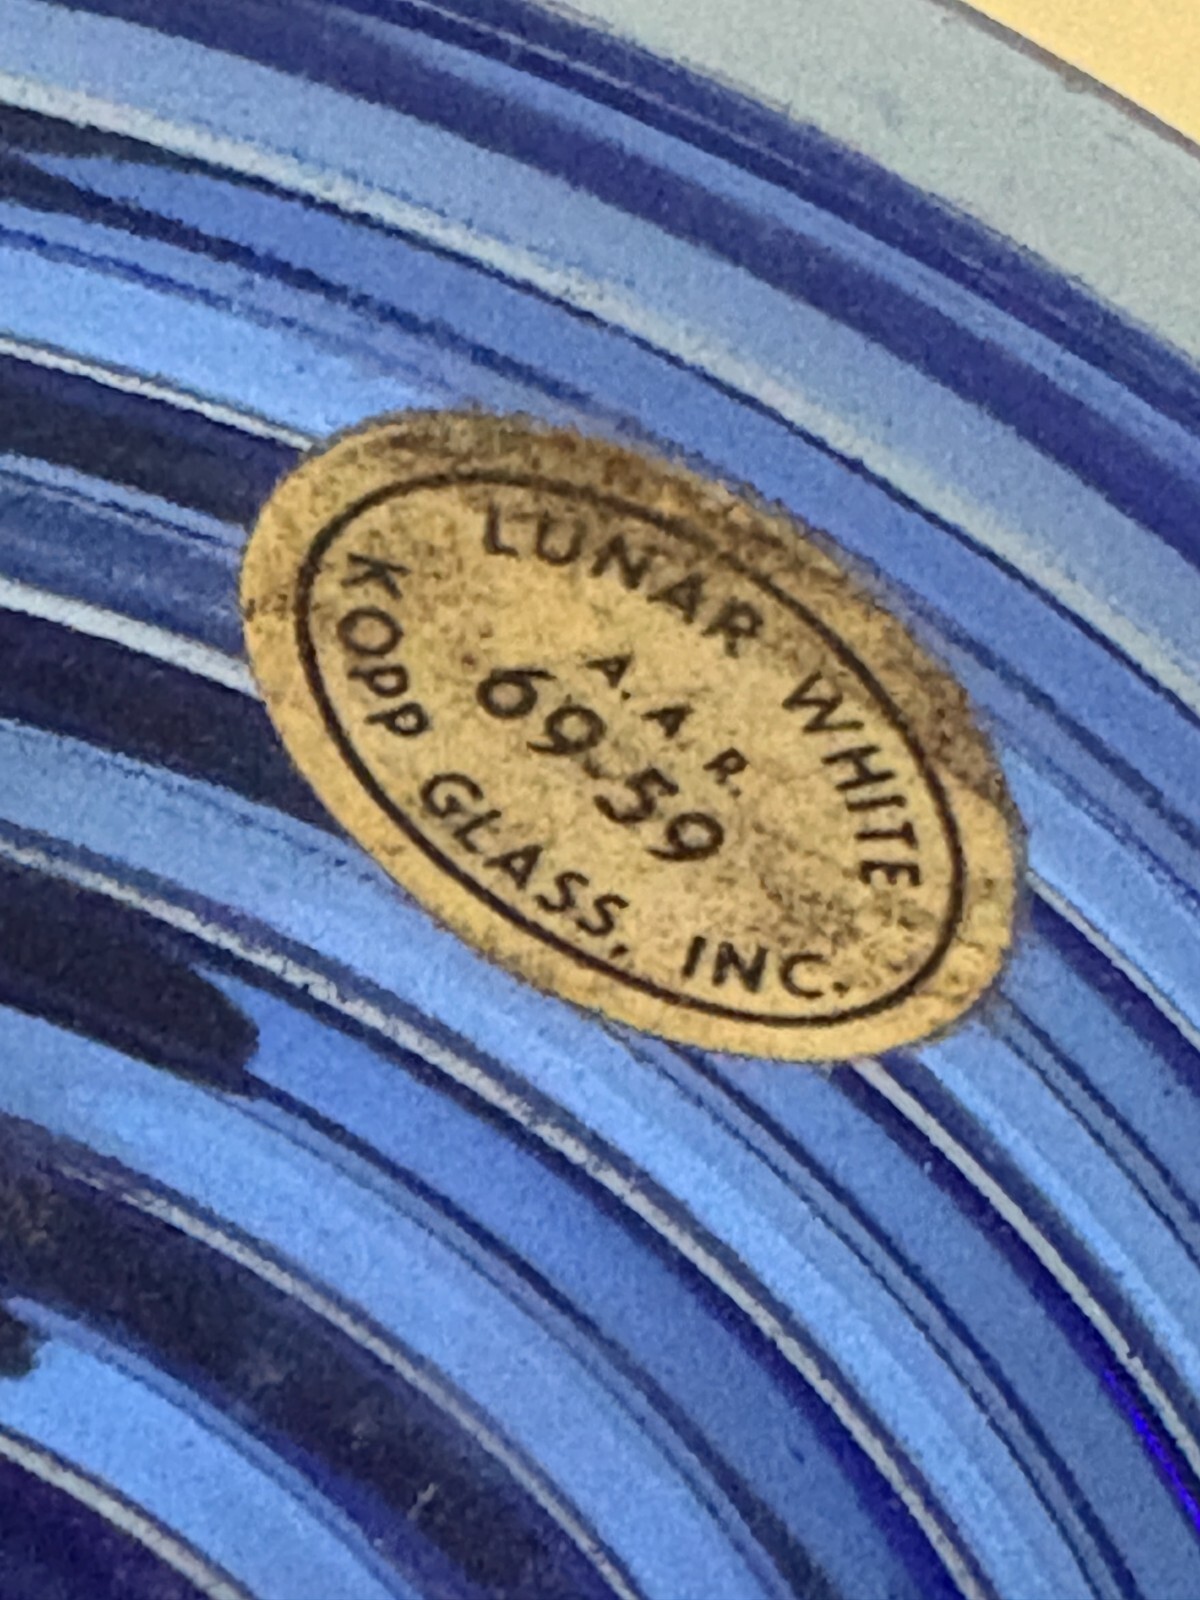 LUNAR WHITE
A. A. R.
69-59
KOPP GLASS, INC.